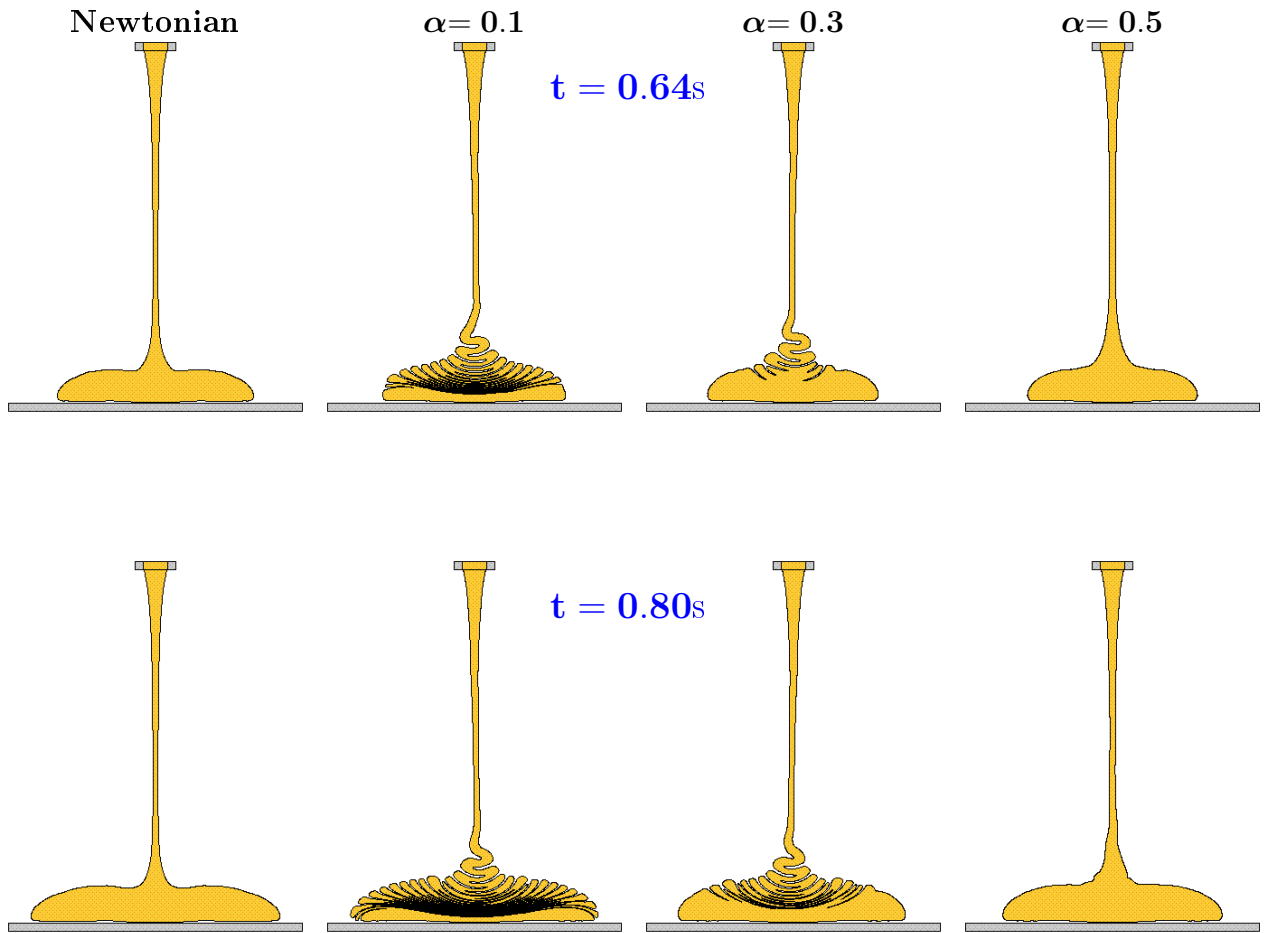 Newtonian α= 0.1 α= 0.3 α= 0.5
t = 0.64s
t = 0.80s